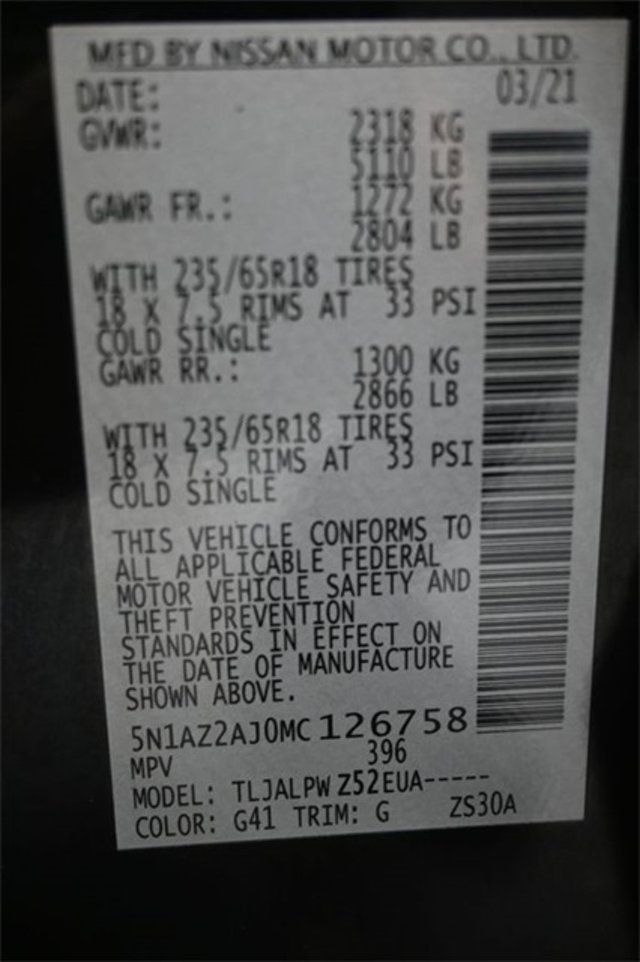 MFD BY NISSAN MOTOR CO., LTD.
DATE: 03/21
GVWR: 2318 KG
5110 LB
GAWR FR.: 1272 KG
2804 LB
WITH 235/65R18 TIRES
18 X 7.5 RIMS AT 33 PSI
COLD SINGLE
GAWR RR.: 1300 KG
2866 LB
WITH 235/65R18 TIRES
18 X 7.5 RIMS AT 33 PSI
COLD SINGLE
THIS VEHICLE CONFORMS TO
ALL APPLICABLE FEDERAL
MOTOR VEHICLE SAFETY AND
THEFT PREVENTION
STANDARDS IN EFFECT ON
THE DATE OF MANUFACTURE
SHOWN ABOVE.
5N1AZ2AJ0MC126758
MPV 396
MODEL: TLJALPW Z52EUA-----
COLOR: G41 TRIM: G ZS30A